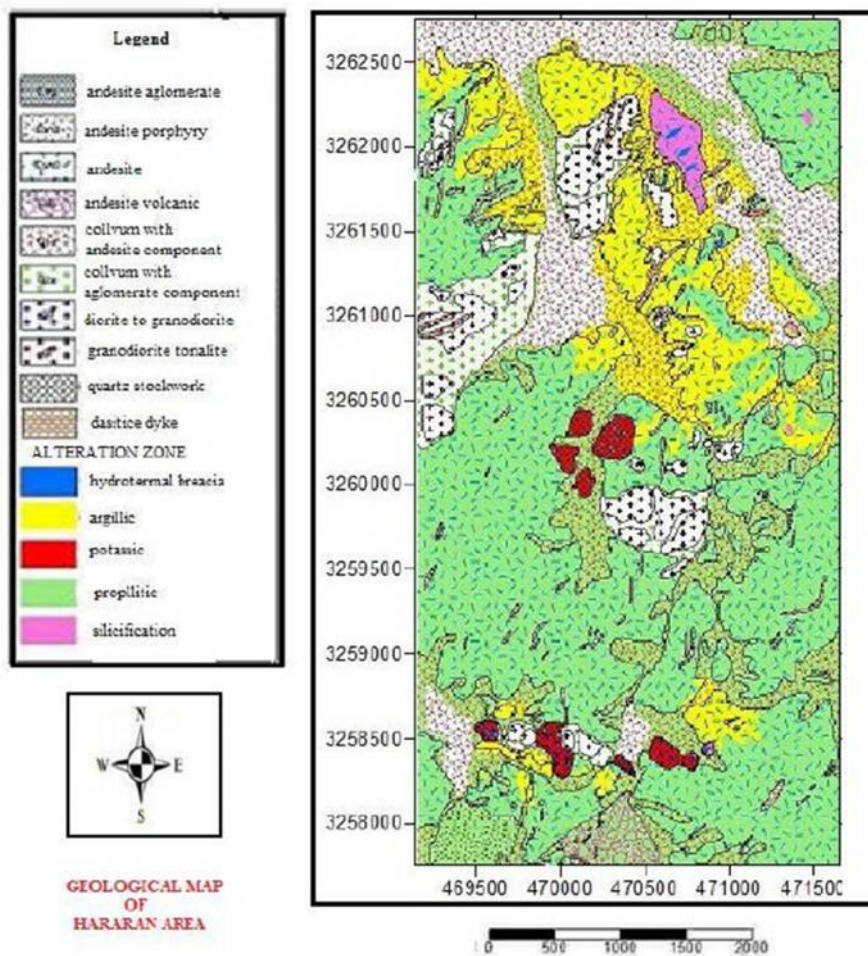 Legend
andesite aglomerate
andesite porphyry
andesite
andesite volcanic
collvum with
andesite component
collvum with
aglomerate component
diorite to granodiorite
granodiorite tonalite
quartz stockwork
dasitice dyke
ALTERATION ZONE
hydrotermal breacia
argillic
potassic
propllitic
silicification
N
W E
S
GEOLOGICAL MAP
OF
HARARAN AREA
3262500
3262000
3261500
3261000
3260500
3260000
3259500
3259000
3258500
3258000
469500 470000 470500 471000 471500
0 500 1000 1500 2000